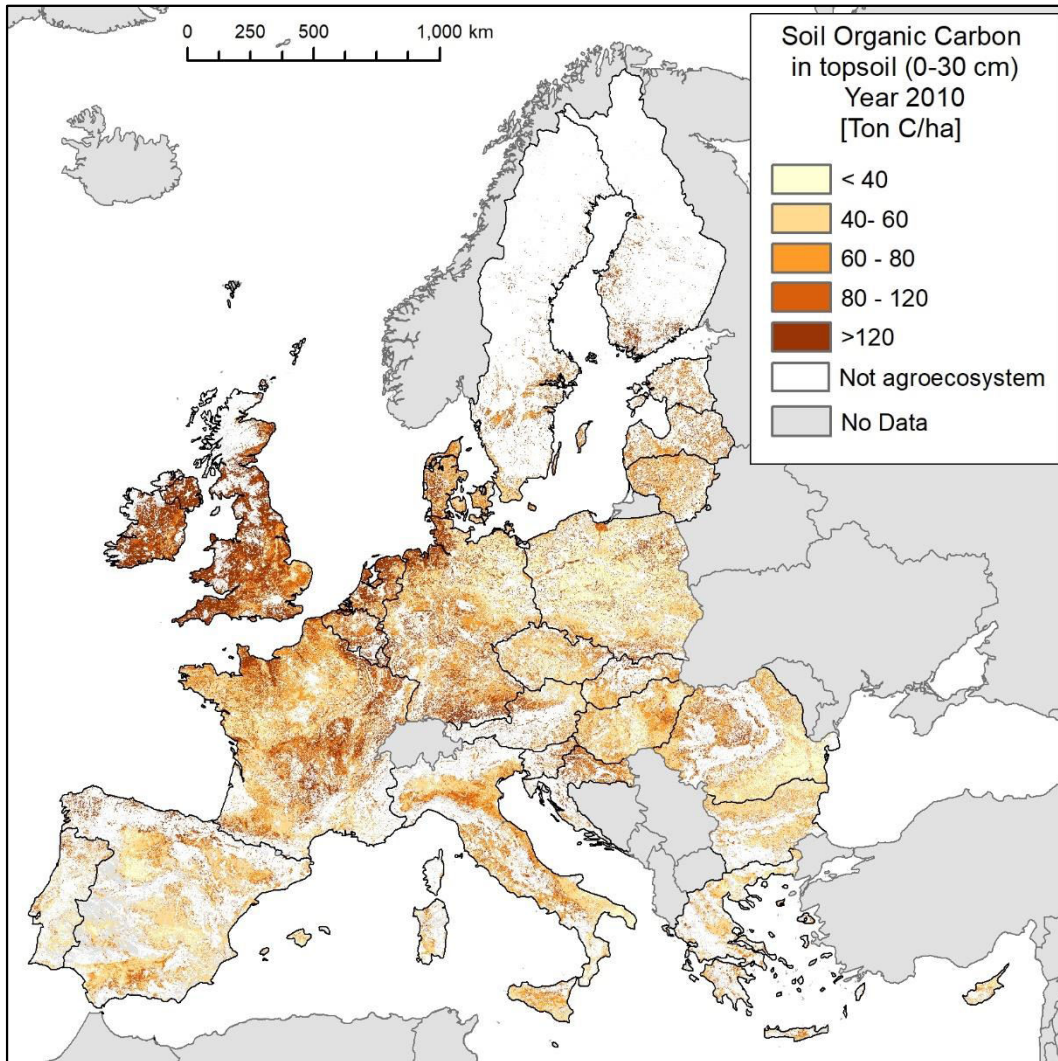 0 250 500 1,000 km
Soil Organic Carbon
in topsoil (0-30 cm)
Year 2010
[Ton C/ha]
< 40
40- 60
60 - 80
80 - 120
>120
Not agroecosystem
No Data